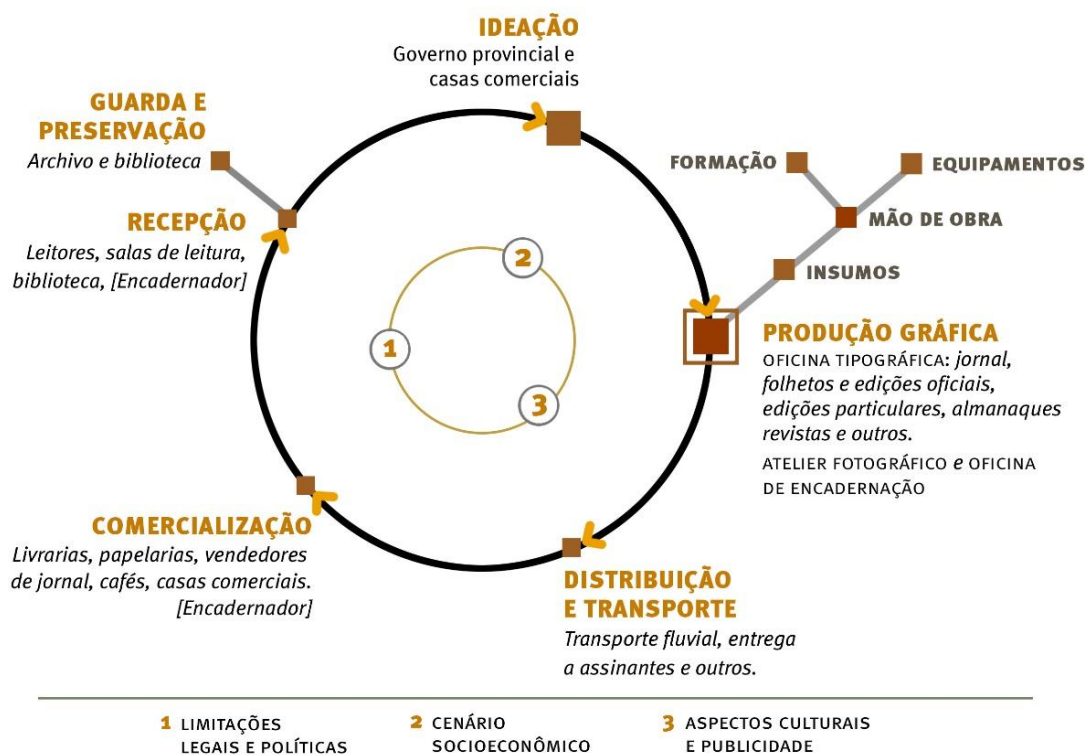 IDEAÇÃO
Governo provincial e
casas comerciais
GUARDA E
PRESERVAÇÃO
Archivo e biblioteca
RECEPÇÃO
Leitores, salas de leitura,
biblioteca, [Encadernador]
FORMAÇÃO
EQUIPAMENTOS
MÃO DE OBRA
INSUMOS
PRODUÇÃO GRÁFICA
OFICINA TIPOGRÁFICA: jornal,
folhetos e edições oficiais,
edições particulares, almanaques
revistas e outros.
ATELIER FOTOGRÁFICO e OFICINA
DE ENCADERNAÇÃO
2
1
3
COMERCIALIZAÇÃO
Livrarias, papelarias, vendedores
de jornal, cafés, casas comerciais.
[Encadernador]
DISTRIBUIÇÃO
E TRANSPORTE
Transporte fluvial, entrega
a assinantes e outros.
1 LIMITAÇÕES
LEGAIS E POLÍTICAS
2 CENÁRIO
SOCIOECONÔMICO
3 ASPECTOS CULTURAIS
E PUBLICIDADE